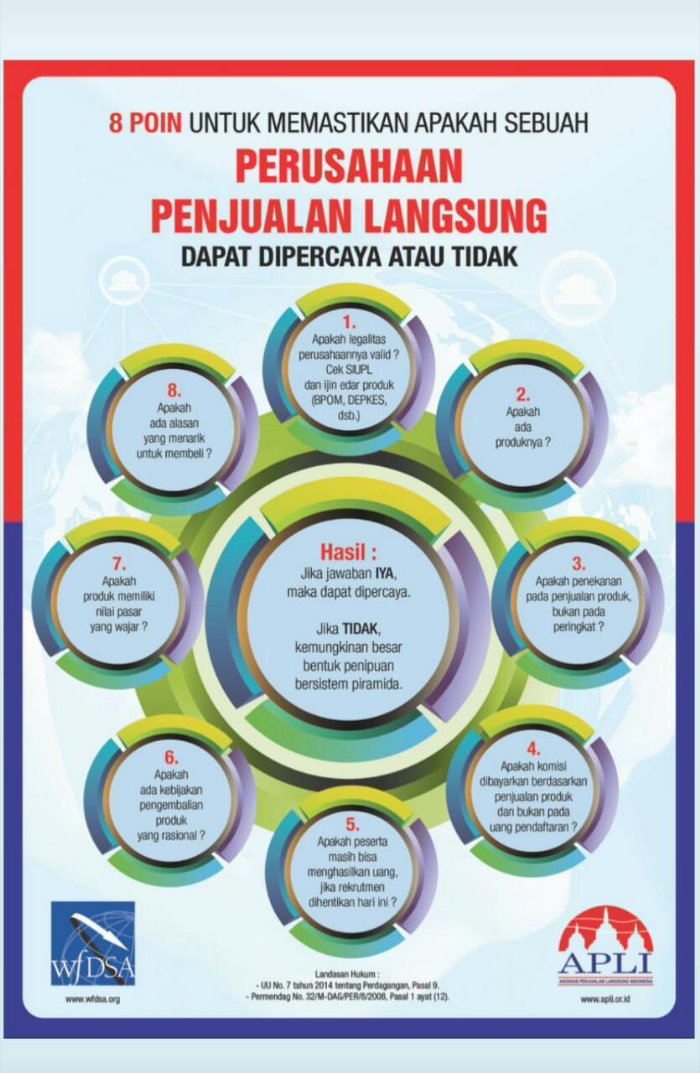 8 POIN UNTUK MEMASTIKAN APAKAH SEBUAH
PERUSAHAAN
PENJUALAN LANGSUNG
DAPAT DIPERCAYA ATAU TIDAK
1.
Apakah legalitas
perusahaannya valid ?
Cek SIUPL
dan ijin edar produk
(BPOM, DEPKES,
dsb.)
2.
Apakah
ada
produknya ?
3.
Apakah penekanan
pada penjualan produk,
bukan pada
peringkat ?
4.
Apakah komisi
dibayarkan berdasarkan
penjualan produk
dan bukan pada
uang pendaftaran ?
5.
Apakah peserta
masih bisa
menghasilkan uang,
jika rekrutmen
dihentikan hari ini ?
6.
Apakah
ada kebijakan
pengembalian
produk
yang rasional ?
7.
Apakah
produk memiliki
nilai pasar
yang wajar ?
8.
Apakah
ada alasan
yang menarik
untuk membeli ?
Hasil :
Jika jawaban IYA,
maka dapat dipercaya.
Jika TIDAK,
kemungkinan besar
bentuk penipuan
bersistem piramida.
WfDSA
www.wfdsa.org
Landasan Hukum :
- UU No. 7 tahun 2014 tentang Perdagangan, Pasal 9.
- Permendag No. 32/M-DAG/PER/8/2008, Pasal 1 ayat (12).
APLI
ASOSIASI PENJUALAN LANGSUNG INDONESIA
www.apli.or.id